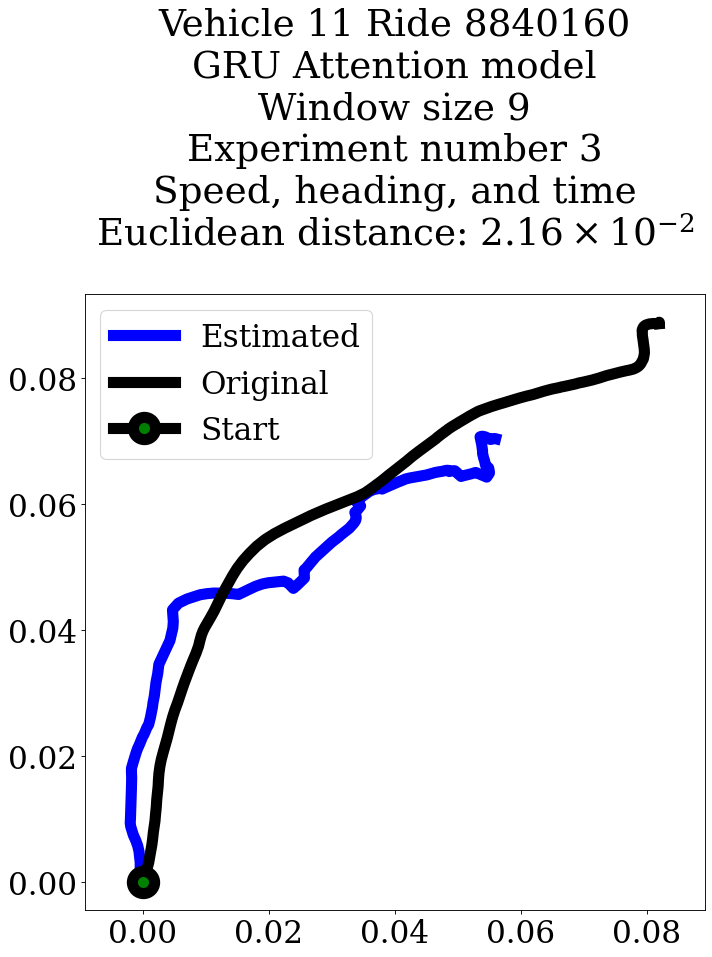 Vehicle 11 Ride 8840160
GRU Attention model
Window size 9
Experiment number 3
Speed, heading, and time
Euclidean distance: 2.16 × 10⁻²
Estimated
Original
Start
0.08
0.06
0.04
0.02
0.00
0.00 0.02 0.04 0.06 0.08